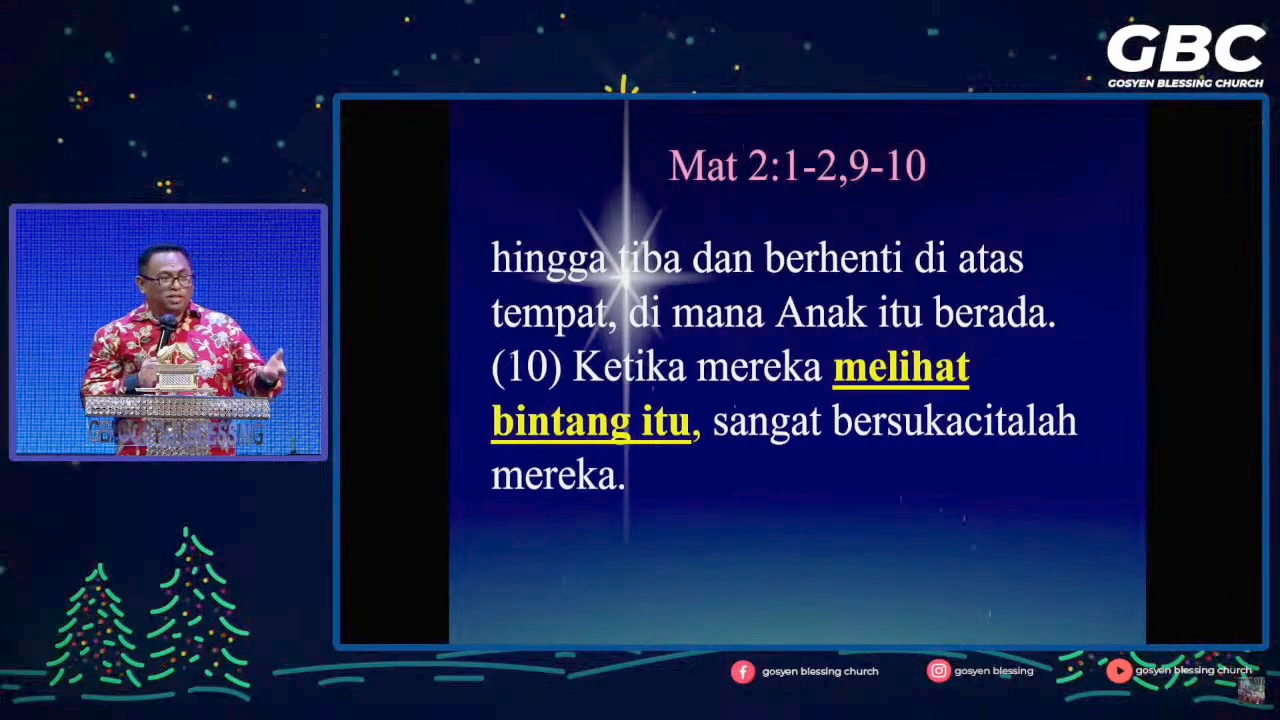 GBC
GOSYEN BLESSING CHURCH
Mat 2:1-2,9-10
hingga tiba dan berhenti di atas
tempat, di mana Anak itu berada.
(10) Ketika mereka melihat
bintang itu, sangat bersukacitalah
mereka.
gosyen blessing church
gosyen blessing
gosyen blessing church